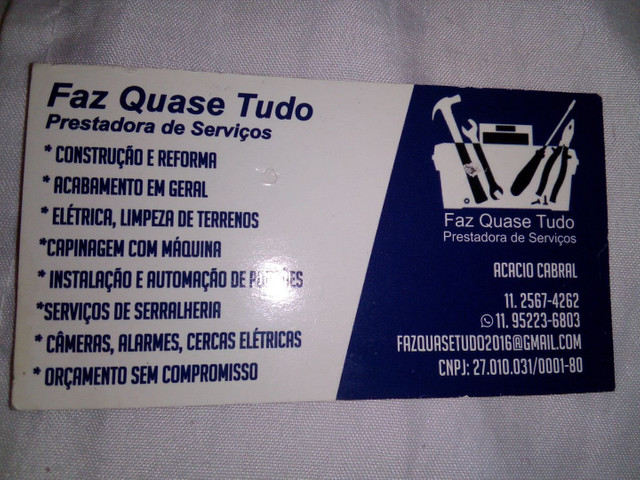 Faz Quase Tudo
Prestadora de Serviços
* CONSTRUÇÃO E REFORMA
* ACABAMENTO EM GERAL
* ELÉTRICA, LIMPEZA DE TERRENOS
*CAPINAGEM COM MÁQUINA
* INSTALAÇÃO E AUTOMAÇÃO DE PORTÕES
*SERVIÇOS DE SERRALHERIA
* CÂMERAS, ALARMES, CERCAS ELÉTRICAS
* ORÇAMENTO SEM COMPROMISSO
Faz Quase Tudo
Prestadora de Serviços
ACACIO CABRAL
11. 2567-4262
11. 95223-6803
FAZQUASETUDO2016@GMAIL.COM
CNPJ: 27.010.031/0001-80